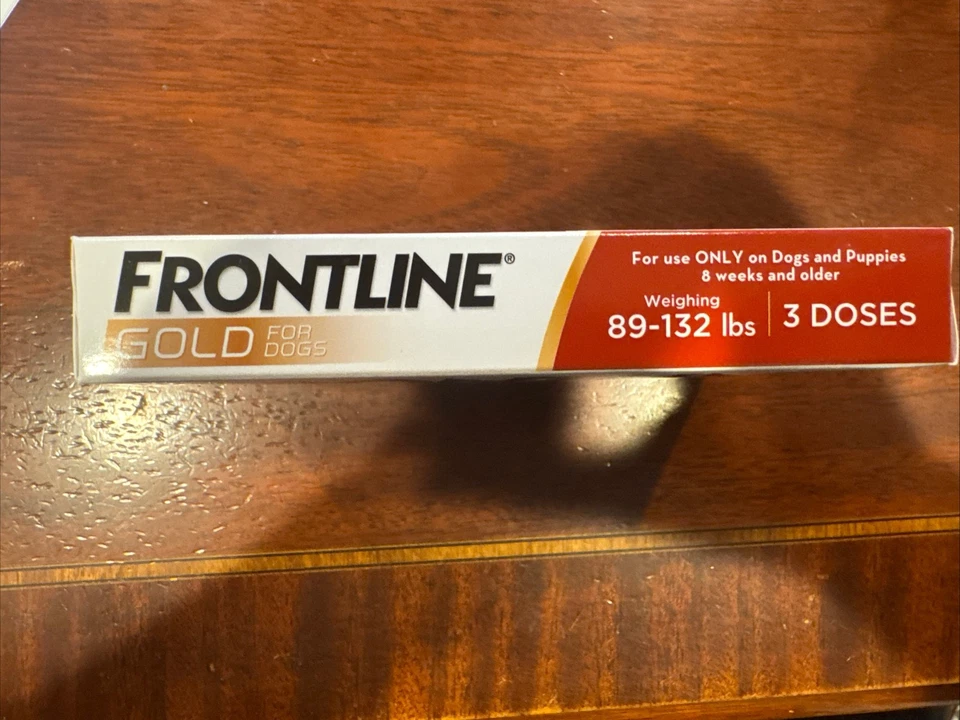 FRONTLINE®
GOLD FOR DOGS
For use ONLY on Dogs and Puppies
8 weeks and older
Weighing
89-132 lbs
3 DOSES